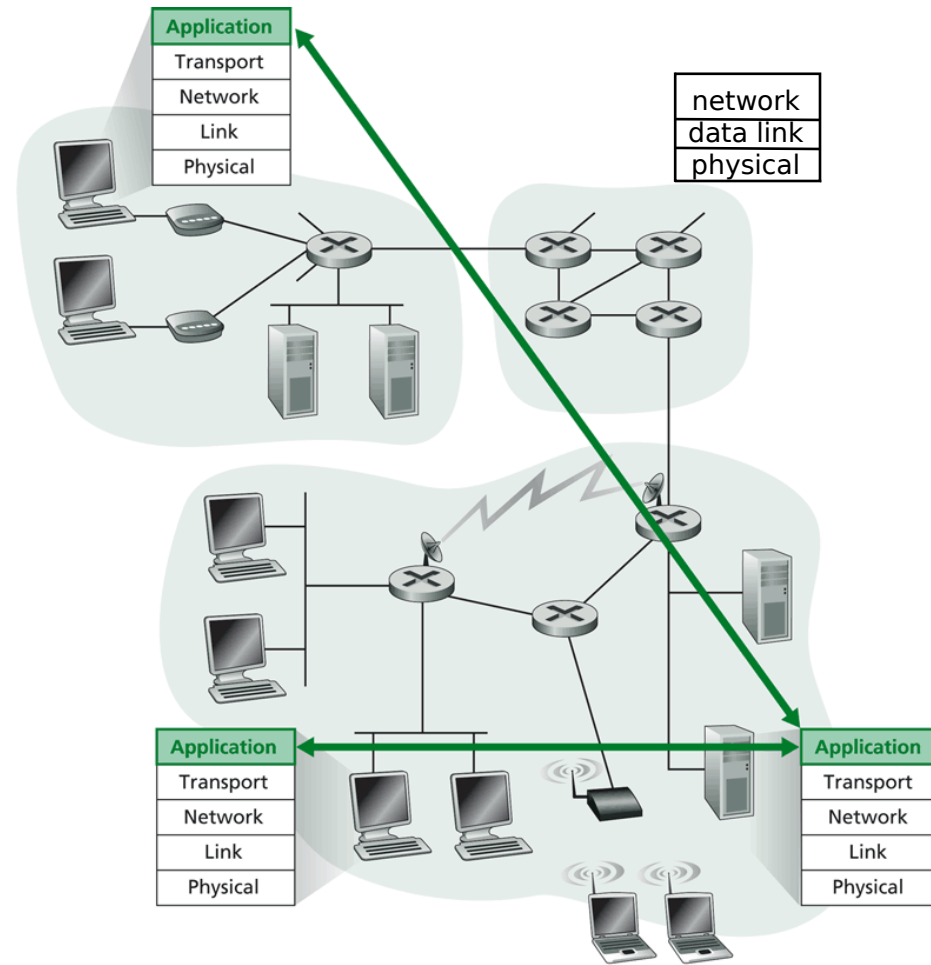 Application
Transport
Network
Link
Physical
network
data link
physical
Application
Transport
Network
Link
Physical
Application
Transport
Network
Link
Physical